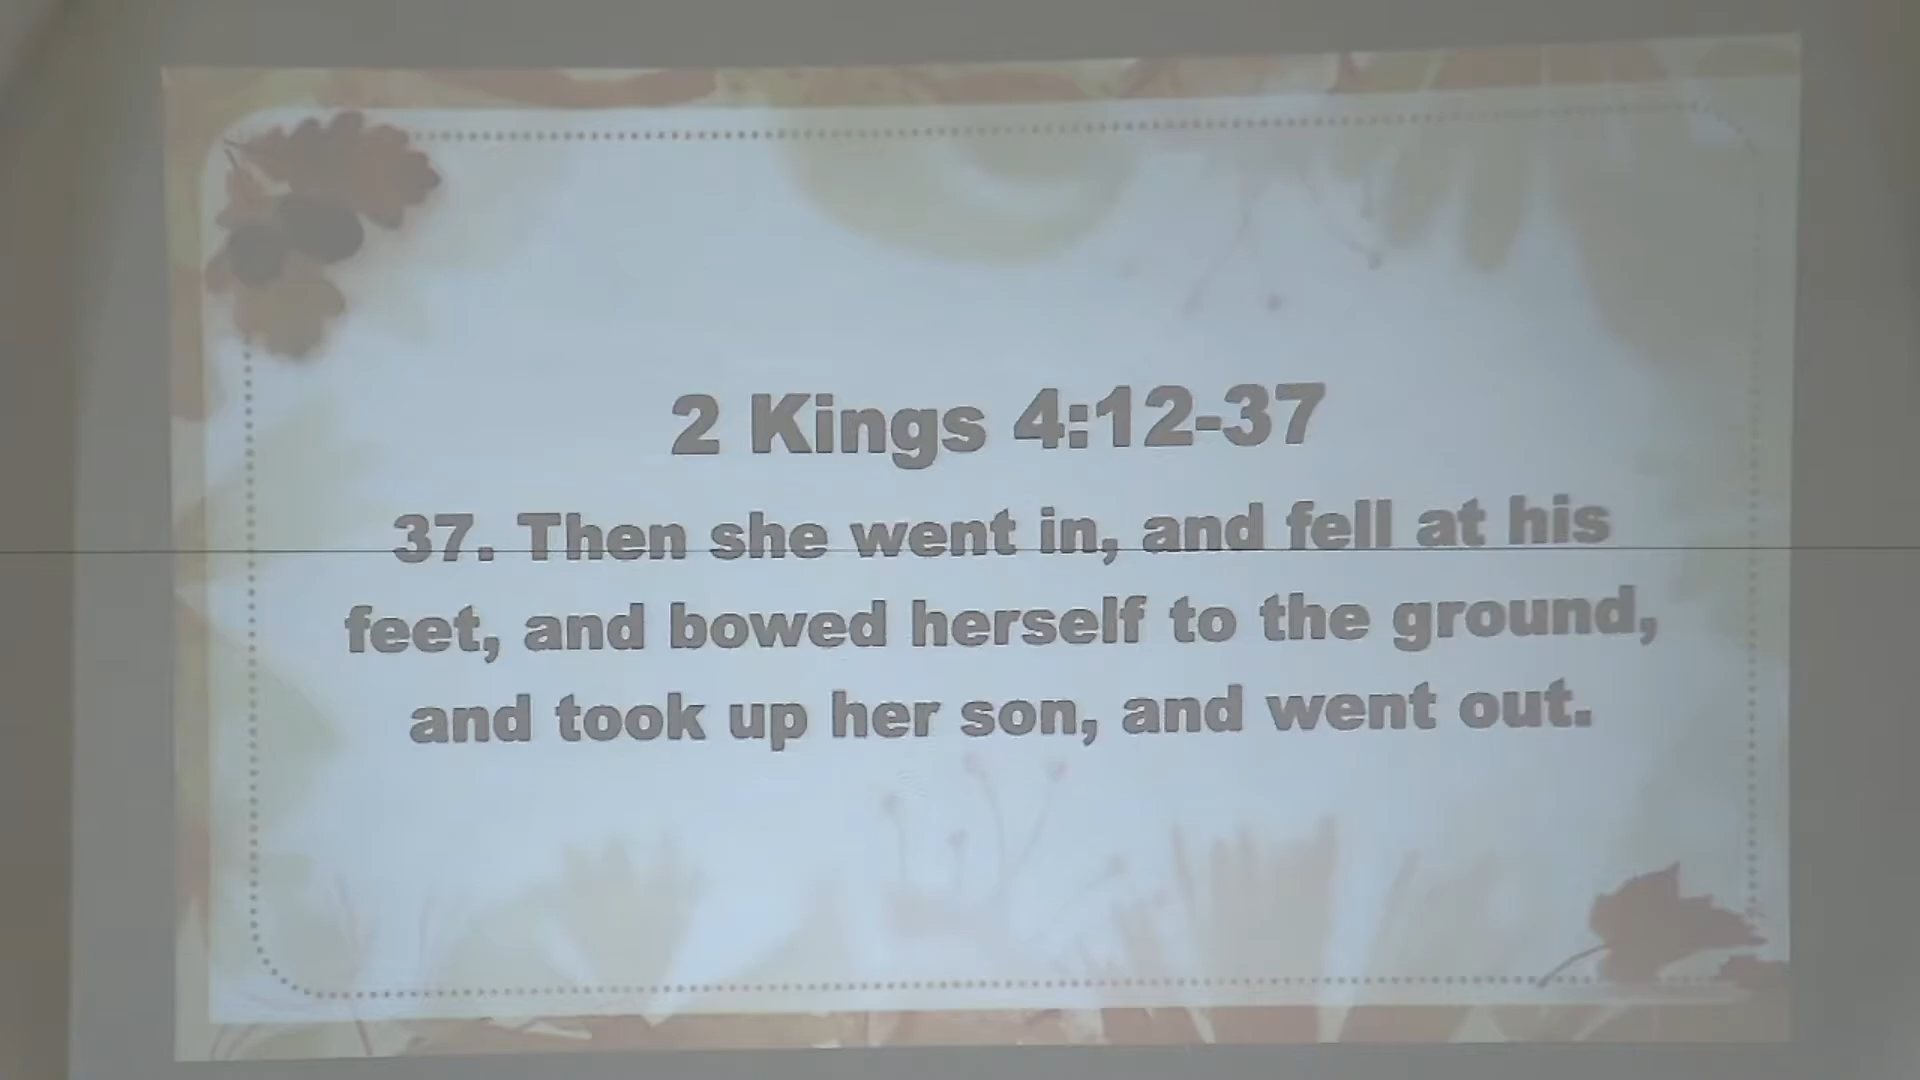 2 Kings 4:12-37
37. Then she went in, and fell at his
feet, and bowed herself to the ground,
and took up her son, and went out.